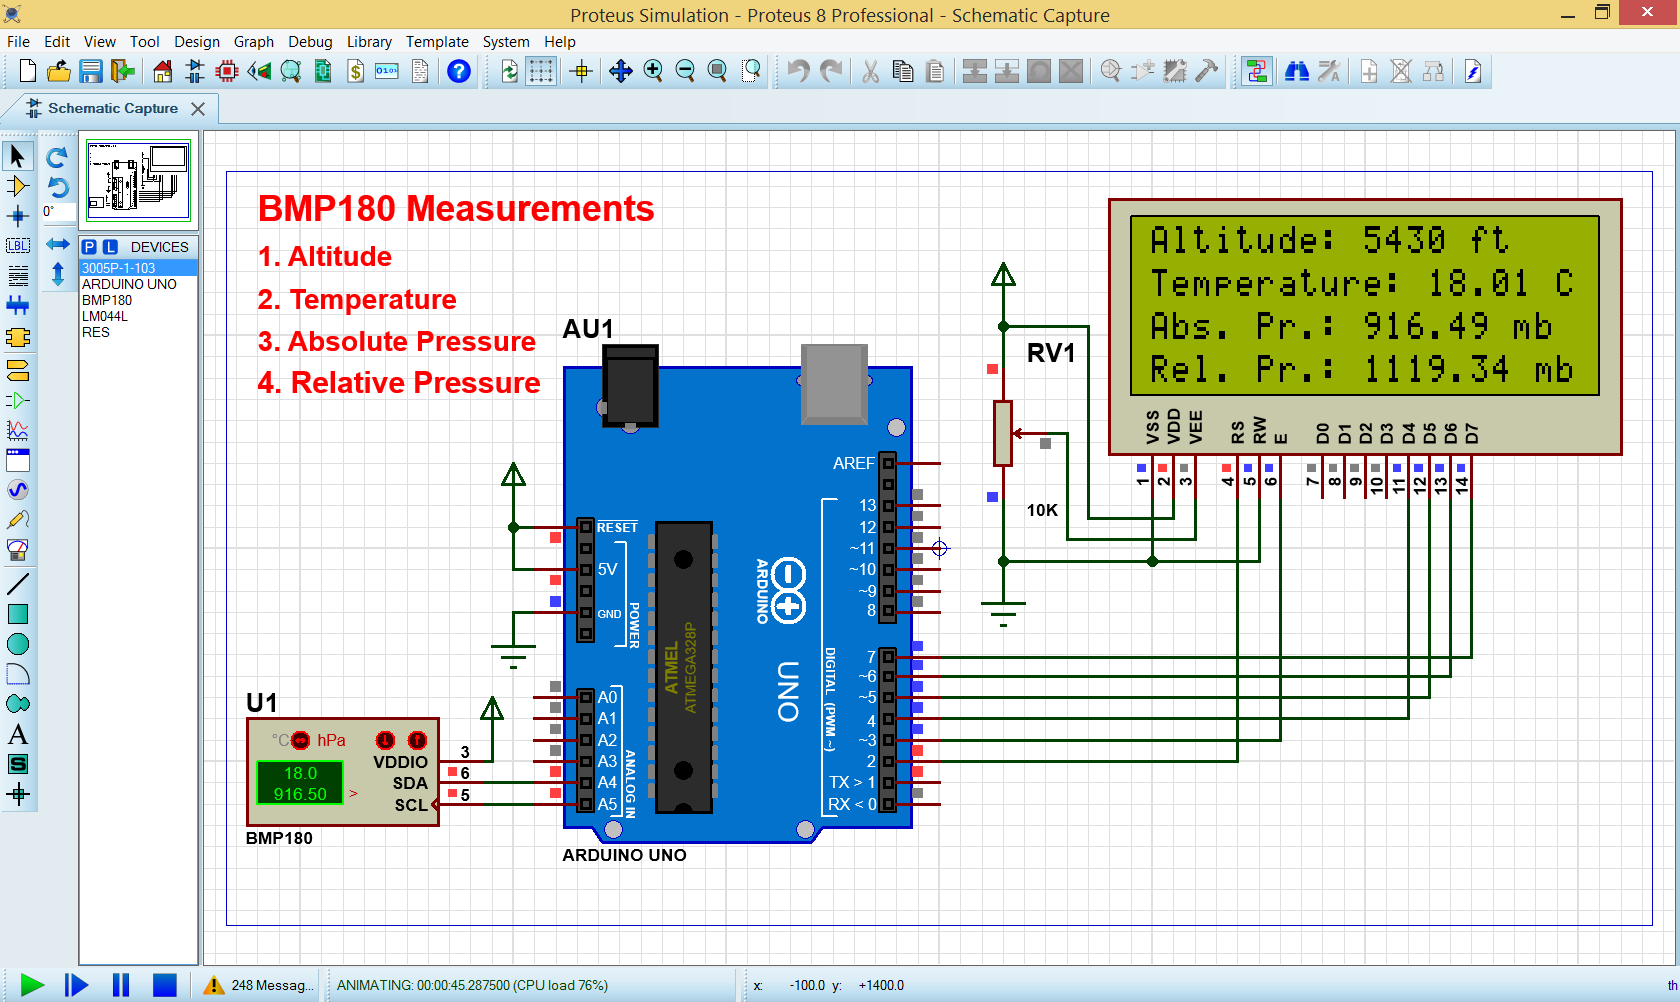 Proteus Simulation - Proteus 8 Professional - Schematic Capture
File Edit View Tool Design Graph Debug Library Template System Help
Schematic Capture
0°
P L DEVICES
3005P-1-103
ARDUINO UNO
BMP180
LM044L
RES
LBL
A
S
BMP180 Measurements
1. Altitude
2. Temperature
3. Absolute Pressure
4. Relative Pressure
AU1
RESET
5V
GND
POWER
A0
A1
A2
A3
A4
A5
ANALOG IN
ATMEL
ATMEGA328P
ARDUINO
UNO
AREF
13
12
~11
~10
~9
8
DIGITAL (PWM ~)
7
~6
~5
4
~3
2
TX > 1
RX < 0
ARDUINO UNO
U1
°C hPa
18.0
916.50 >
VDDIO 3
SDA 6
SCL 5
BMP180
RV1
10K
Altitude: 5430 ft
Temperature: 18.01 C
Abs. Pr.: 916.49 mb
Rel. Pr.: 1119.34 mb
VSS VDD VEE RS RW E D0 D1 D2 D3 D4 D5 D6 D7
1 2 3 4 5 6 7 8 9 10 11 12 13 14
248 Messag...
ANIMATING: 00:00:45.287500 (CPU load 76%)
x: -100.0 y: +1400.0
th